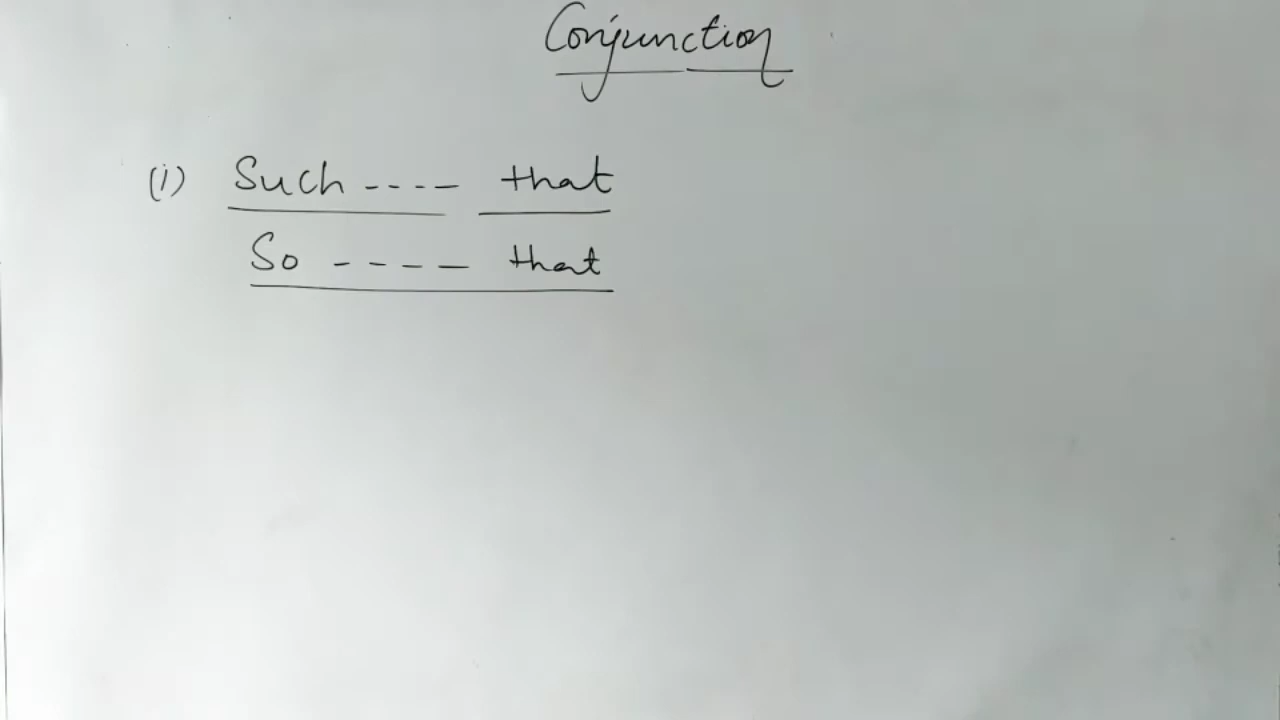 Conjunction
(i) Such ---- that
So ---- that